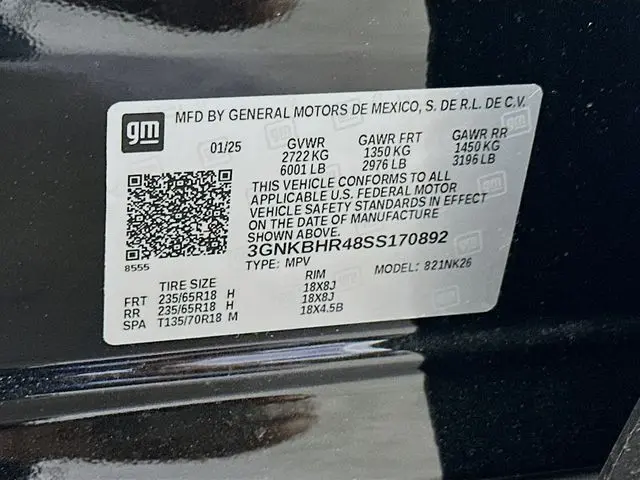 gm
MFD BY GENERAL MOTORS DE MEXICO, S. DE R.L. DE C.V.
01/25 GVWR GAWR FRT GAWR RR
2722 KG 1350 KG 1450 KG
6001 LB 2976 LB 3196 LB
THIS VEHICLE CONFORMS TO ALL
APPLICABLE U.S. FEDERAL MOTOR
VEHICLE SAFETY STANDARDS IN EFFECT
ON THE DATE OF MANUFACTURE
SHOWN ABOVE.
3GNKBHR48SS170892
8555 TYPE: MPV MODEL: 821NK26
TIRE SIZE RIM
FRT 235/65R18 H 18X8J
RR 235/65R18 H 18X8J
SPA T135/70R18 M 18X4.5B